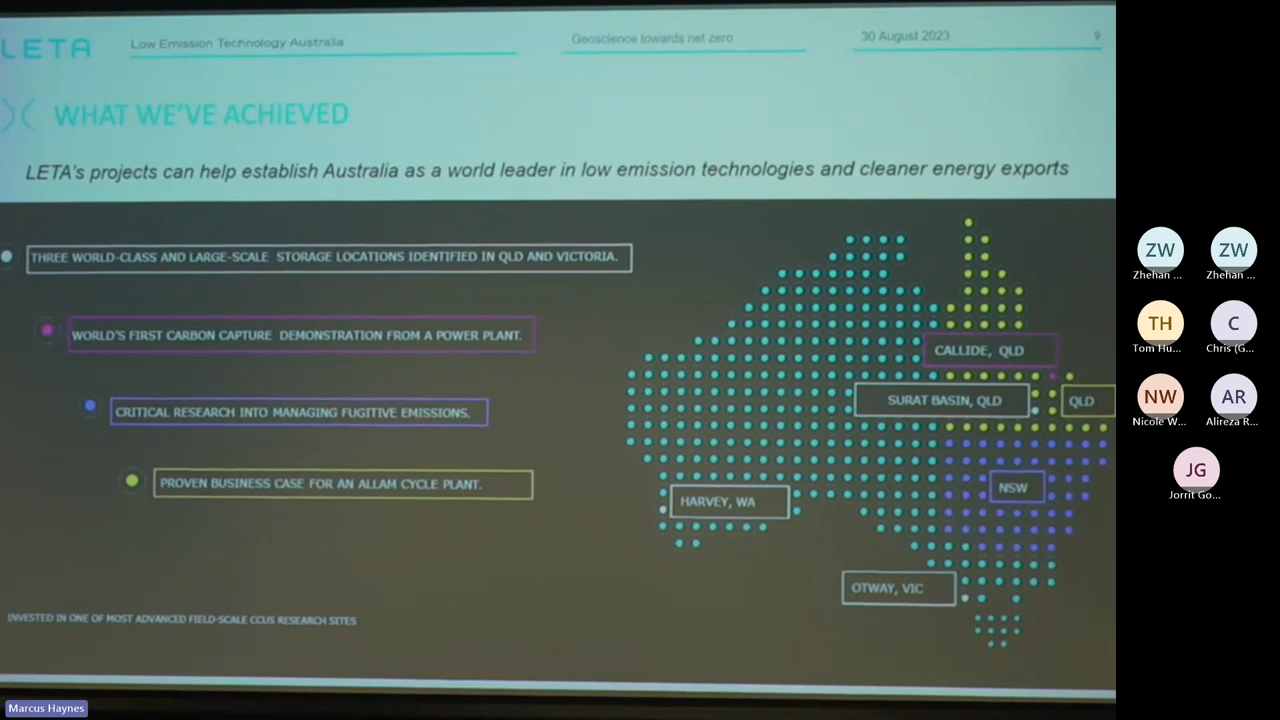 LETA
Low Emission Technology Australia
Geoscience towards net zero
30 August 2023
9
WHAT WE'VE ACHIEVED
LETA's projects can help establish Australia as a world leader in low emission technologies and cleaner energy exports
THREE WORLD-CLASS AND LARGE-SCALE STORAGE LOCATIONS IDENTIFIED IN QLD AND VICTORIA.
WORLD'S FIRST CARBON CAPTURE DEMONSTRATION FROM A POWER PLANT.
CRITICAL RESEARCH INTO MANAGING FUGITIVE EMISSIONS.
PROVEN BUSINESS CASE FOR AN ALLAM CYCLE PLANT.
INVESTED IN ONE OF MOST ADVANCED FIELD-SCALE CCUS RESEARCH SITES
CALLIDE, QLD
SURAT BASIN, QLD
QLD
NSW
HARVEY, WA
OTWAY, VIC
ZW
Zhehan ...
ZW
Zhehan ...
TH
Tom Hu...
C
Chris (G...
NW
Nicole W...
AR
Alireza R...
JG
Jorrit Go...
Marcus Haynes